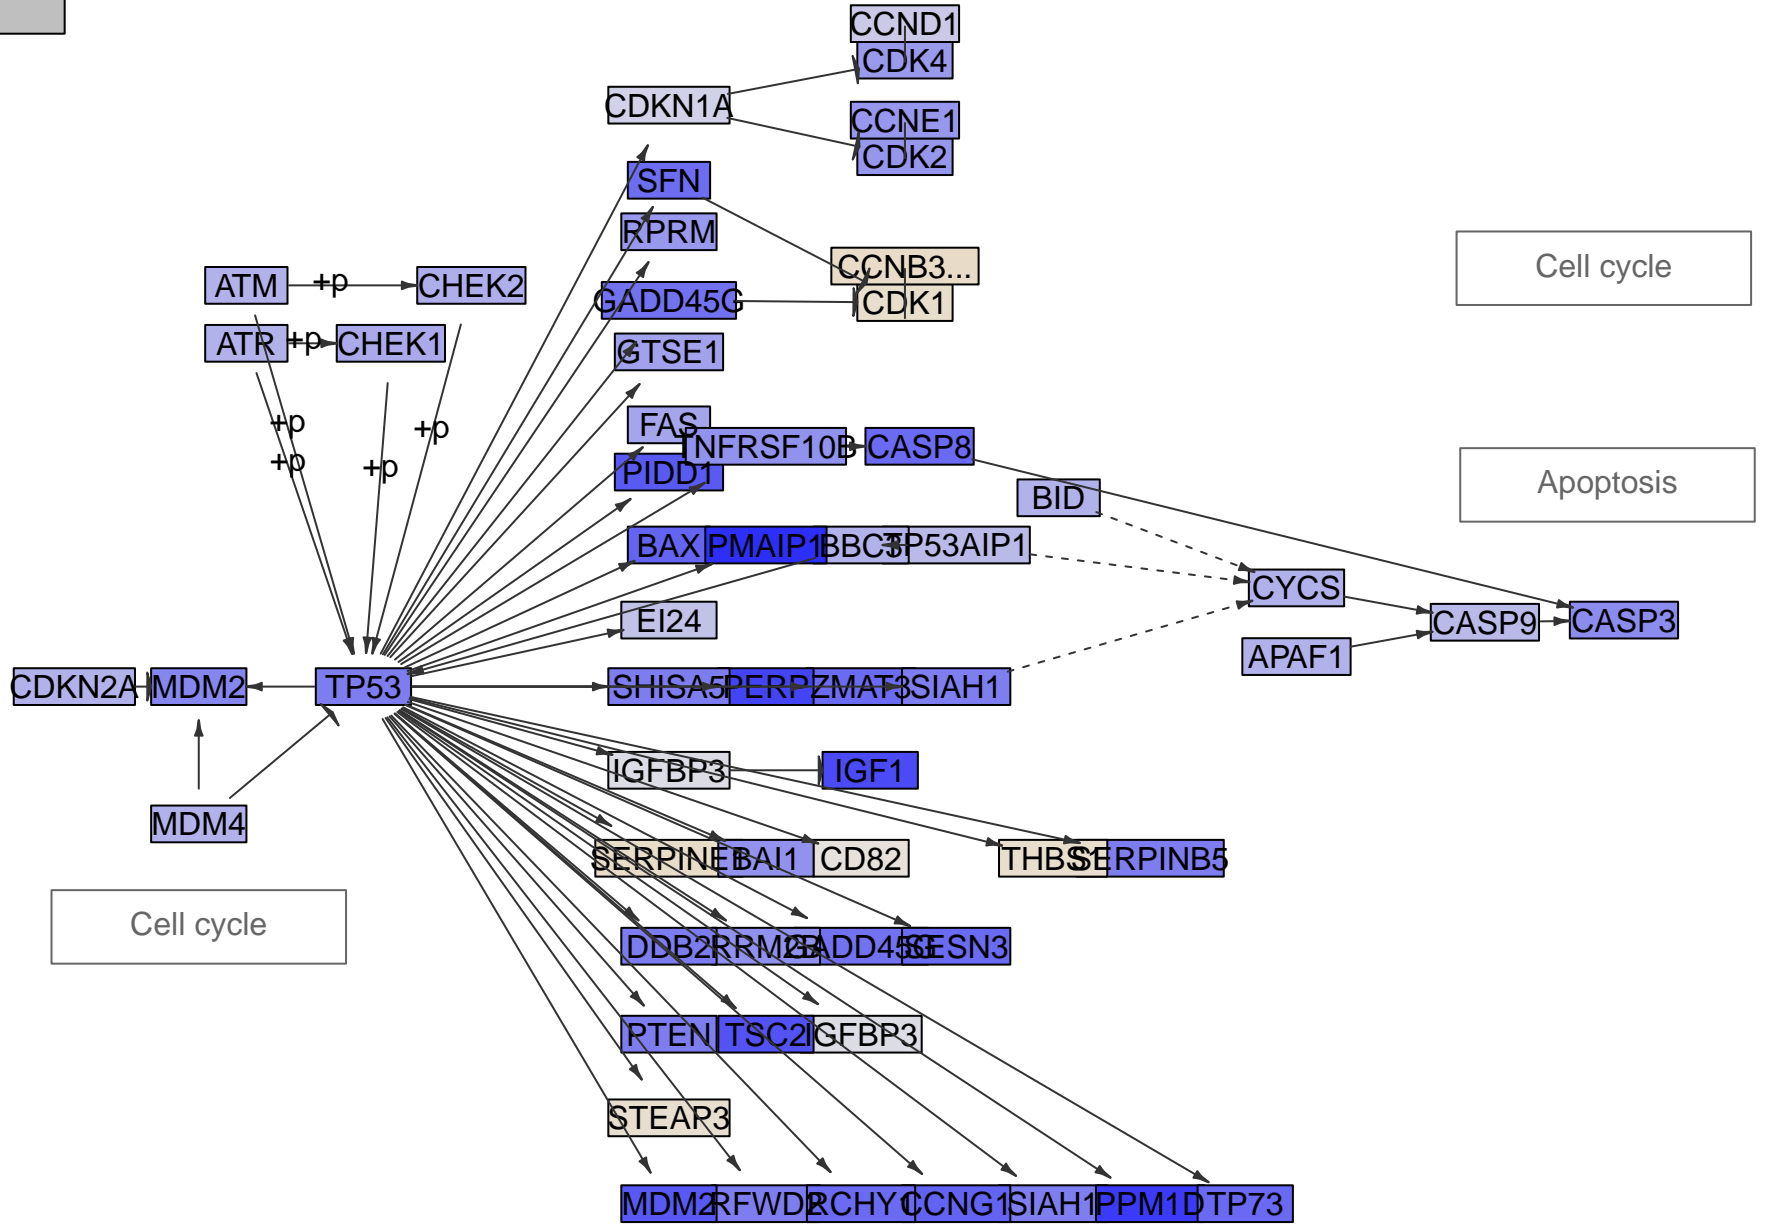 CCND1
CDK4
CDKN1A
CCNE1
CDK2
SFN
RPRM
CCNB3...
Cell cycle
ATM
+p
CHEK2
GADD45G
CDK1
ATR
+p
CHEK1
GTSE1
+p
+p
FAS
TNFRSF10B
CASP8
+p
+p
PIDD1
Apoptosis
BID
BAX
PMAIP1
BBC3
TP53AIP1
CYCS
EI24
CASP9
CASP3
APAF1
CDKN2A
MDM2
TP53
SHISA5
PERP
ZMAT3
SIAH1
IGFBP3
IGF1
MDM4
SERPINE1
BAI1
CD82
THBS1
SERPINB5
Cell cycle
DDB2
RRM2B
GADD45G
SESN3
PTEN
TSC2
IGFBP3
STEAP3
MDM2
RFWD2
RCHY1
CCNG1
SIAH1
PPM1D
TP73